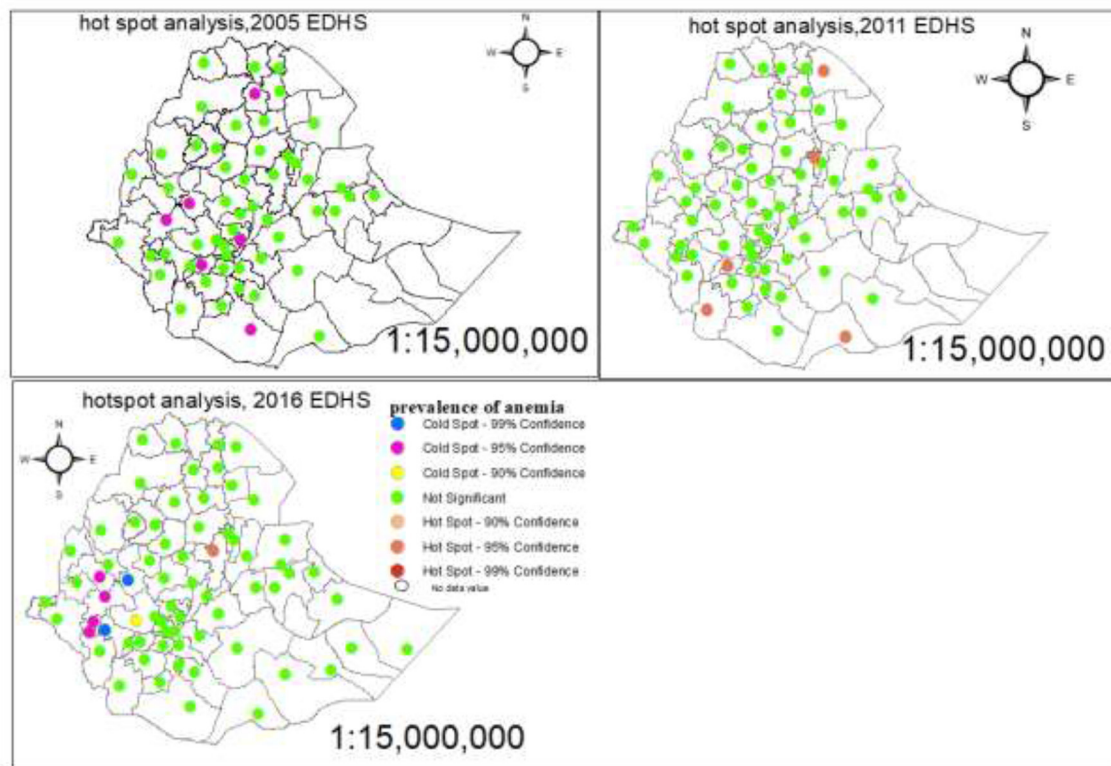 hot spot analysis,2005 EDHS
N
W E
S
1:15,000,000
hot spot analysis,2011 EDHS
N
W E
S
1:15,000,000
hotspot analysis, 2016 EDHS
N
W E
S
prevalence of anemia
Cold Spot - 99% Confidence
Cold Spot - 95% Confidence
Cold Spot - 90% Confidence
Not Significant
Hot Spot - 90% Confidence
Hot Spot - 95% Confidence
Hot Spot - 99% Confidence
No data value
1:15,000,000